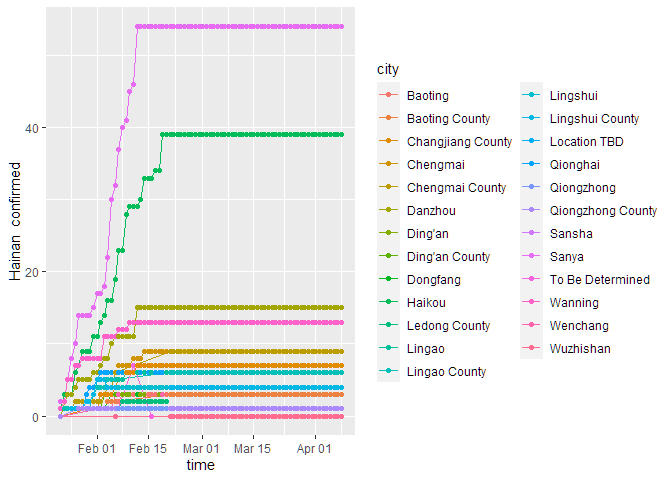 Hainan confirmed
40
20
0
Feb 01 Feb 15 Mar 01 Mar 15 Apr 01
time
city
Baoting
Baoting County
Changjiang County
Chengmai
Chengmai County
Danzhou
Ding'an
Ding'an County
Dongfang
Haikou
Ledong County
Lingao
Lingao County
Lingshui
Lingshui County
Location TBD
Qionghai
Qiongzhong
Qiongzhong County
Sansha
Sanya
To Be Determined
Wanning
Wenchang
Wuzhishan